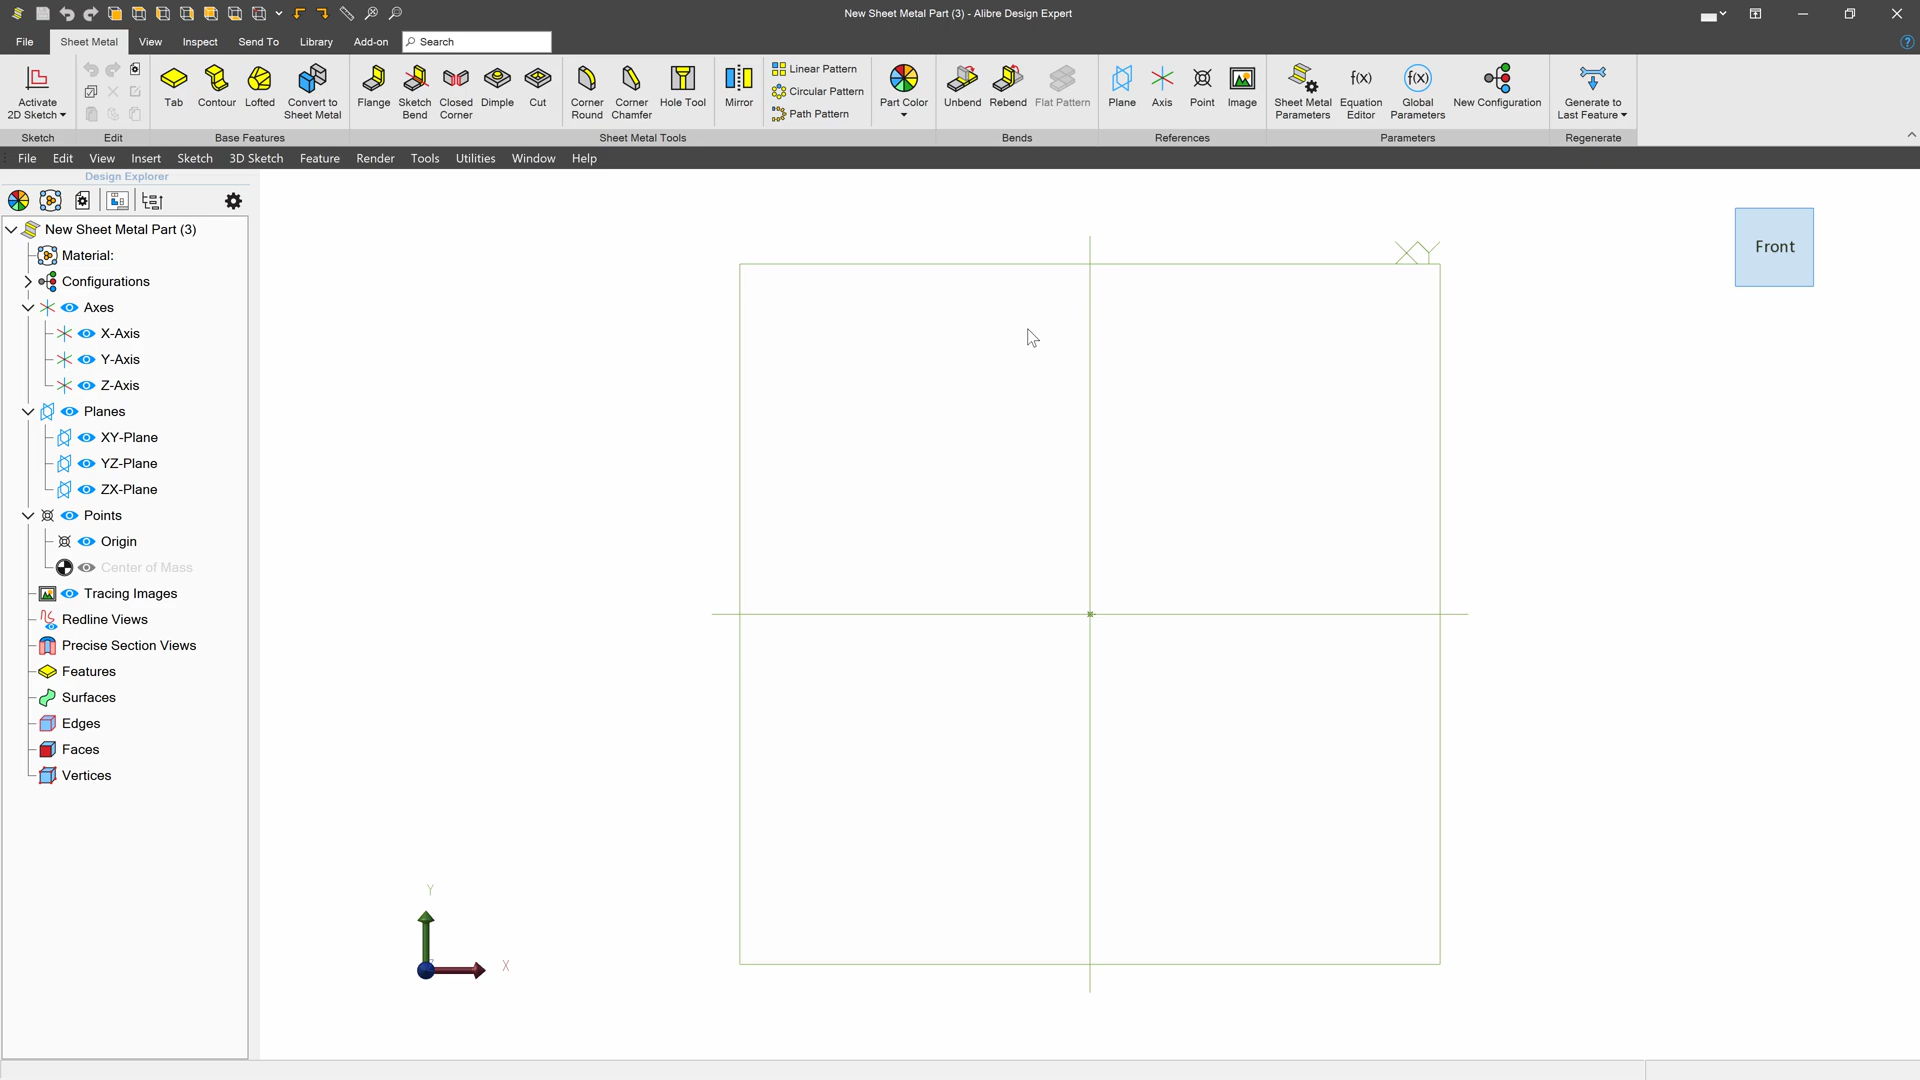 New Sheet Metal Part (3) - Alibre Design Expert
File
Sheet Metal
View
Inspect
Send To
Library
Add-on
Search
?
Activate
2D Sketch
Tab
Contour
Lofted
Convert to
Sheet Metal
Flange
Sketch
Bend
Closed
Corner
Dimple
Cut
Corner
Round
Corner
Chamfer
Hole Tool
Mirror
Linear Pattern
Circular Pattern
Path Pattern
Part Color
Unbend
Rebend
Flat Pattern
Plane
Axis
Point
Image
Sheet Metal
Parameters
f(x)
Equation
Editor
(x)
Global
Parameters
New Configuration
Generate to
Last Feature
Sketch
Edit
Base Features
Sheet Metal Tools
Bends
References
Parameters
Regenerate
File
Edit
View
Insert
Sketch
3D Sketch
Feature
Render
Tools
Utilities
Window
Help
Design Explorer
New Sheet Metal Part (3)
Material:
Configurations
Axes
X-Axis
Y-Axis
Z-Axis
Planes
XY-Plane
YZ-Plane
ZX-Plane
Points
Origin
Center of Mass
Tracing Images
Redline Views
Precise Section Views
Features
Surfaces
Edges
Faces
Vertices
XY
Front
Y
X